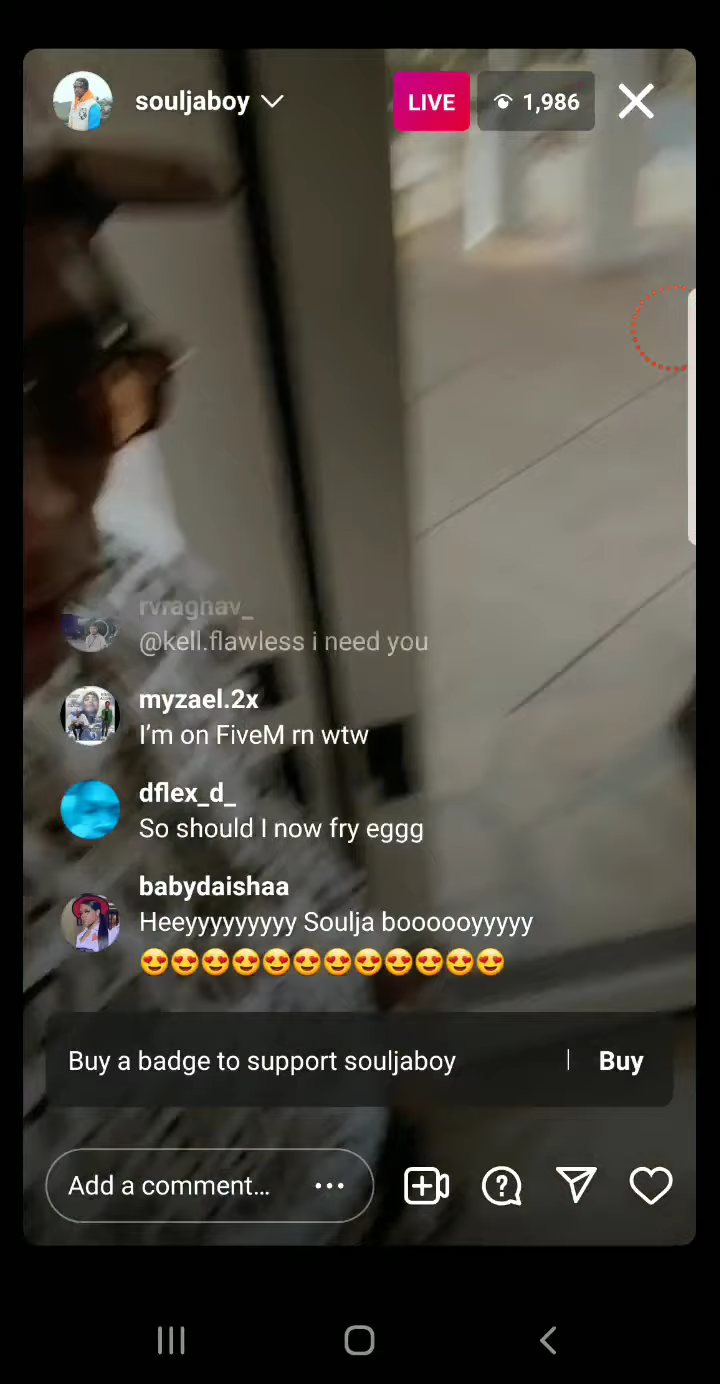 souljaboy
LIVE
1,986
rvraghav_
@kell.flawless i need you
myzael.2x
I'm on FiveM rn wtw
dflex_d_
So should I now fry eggg
babydaishaa
Heeyyyyyyyyy Soulja boooooyyyyy
😍😍😍😍😍😍😍😍😍😍😍😍
Buy a badge to support souljaboy | Buy
Add a comment...